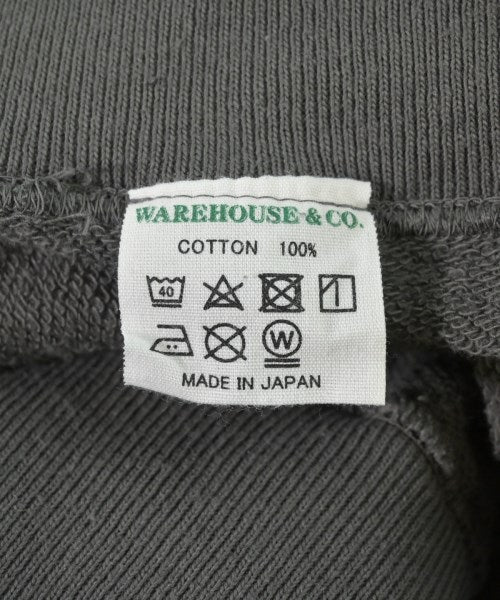 WAREHOUSE & CO.
COTTON 100%
40
W
MADE IN JAPAN